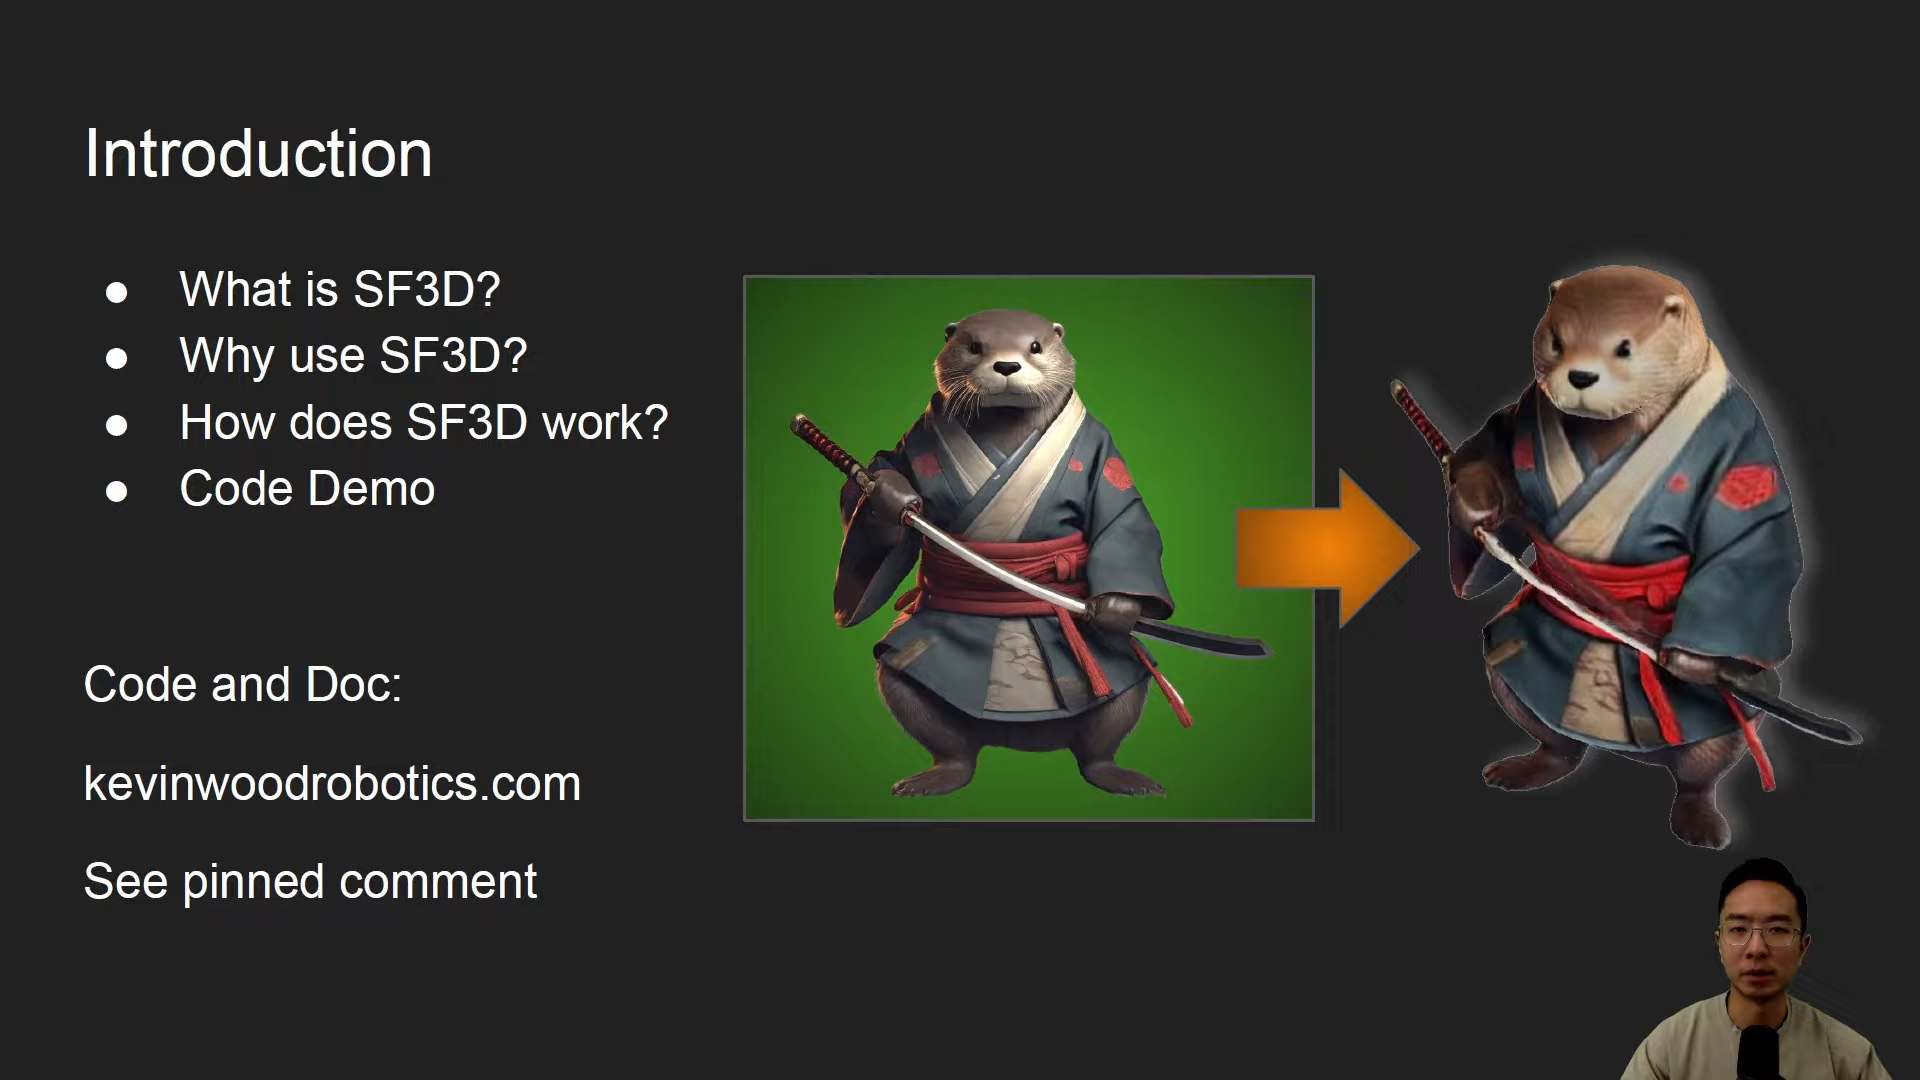 Introduction
What is SF3D?
Why use SF3D?
How does SF3D work?
Code Demo
Code and Doc:
kevinwoodrobotics.com
See pinned comment